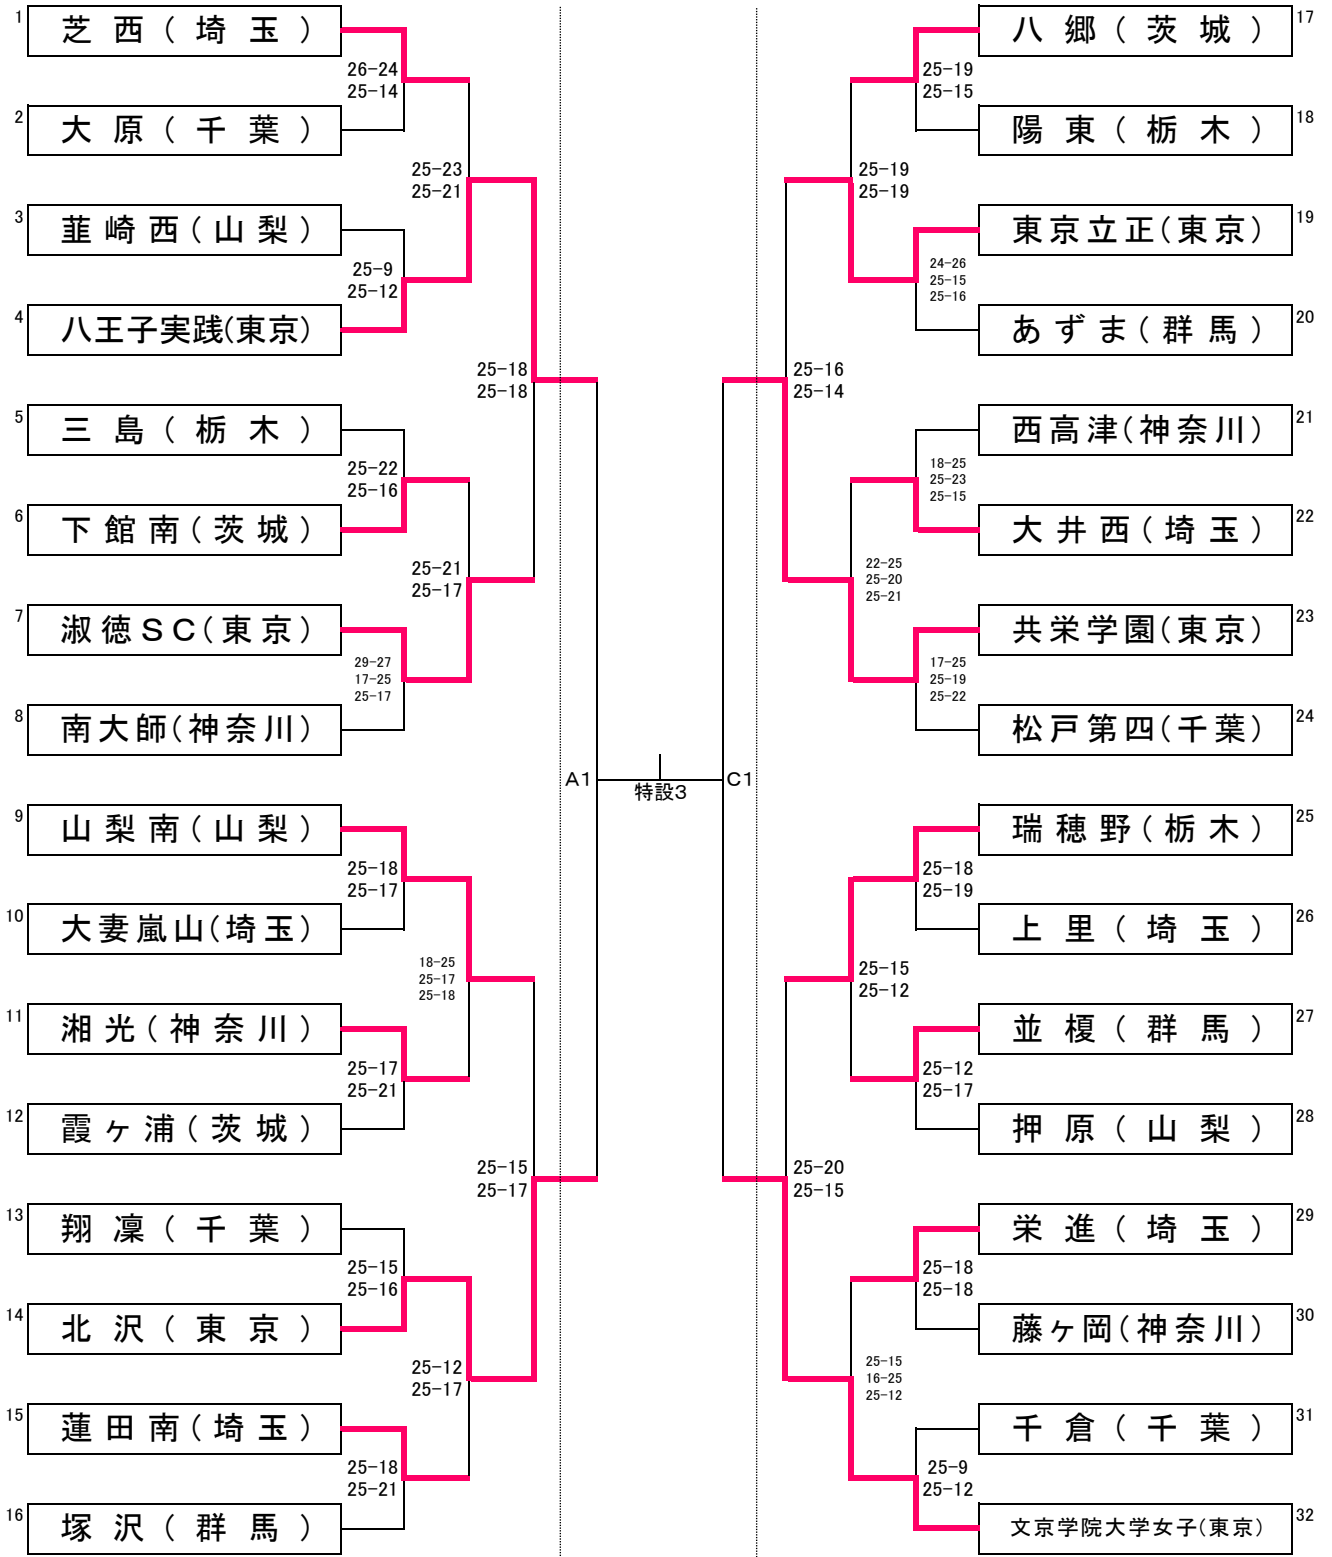 1
芝西(埼玉)
26-24
25-14
2
大原(千葉)
25-23
25-21
3
韮崎西(山梨)
25-9
25-12
4
八王子実践(東京)
25-18
25-18
5
三島(栃木)
25-22
25-16
6
下館南(茨城)
25-21
25-17
7
淑徳SC(東京)
29-27
17-25
25-17
8
南大師(神奈川)
A1
特設3
C1
9
山梨南(山梨)
25-18
25-17
10
大妻嵐山(埼玉)
18-25
25-17
25-18
11
湘光(神奈川)
25-17
25-21
12
霞ヶ浦(茨城)
25-15
25-17
13
翔凜(千葉)
25-15
25-16
14
北沢(東京)
25-12
25-17
15
蓮田南(埼玉)
25-18
25-21
16
塚沢(群馬)
17
八郷(茨城)
25-19
25-15
18
陽東(栃木)
25-19
25-19
19
東京立正(東京)
24-26
25-15
25-16
20
あずま(群馬)
25-16
25-14
21
西高津(神奈川)
18-25
25-23
25-15
22
大井西(埼玉)
22-25
25-20
25-21
23
共栄学園(東京)
17-25
25-19
25-22
24
松戸第四(千葉)
25
瑞穂野(栃木)
25-18
25-19
26
上里(埼玉)
25-15
25-12
27
並榎(群馬)
25-12
25-17
28
押原(山梨)
25-20
25-15
29
栄進(埼玉)
25-18
25-18
30
藤ヶ岡(神奈川)
25-15
16-25
25-12
31
千倉(千葉)
25-9
25-12
32
文京学院大学女子(東京)